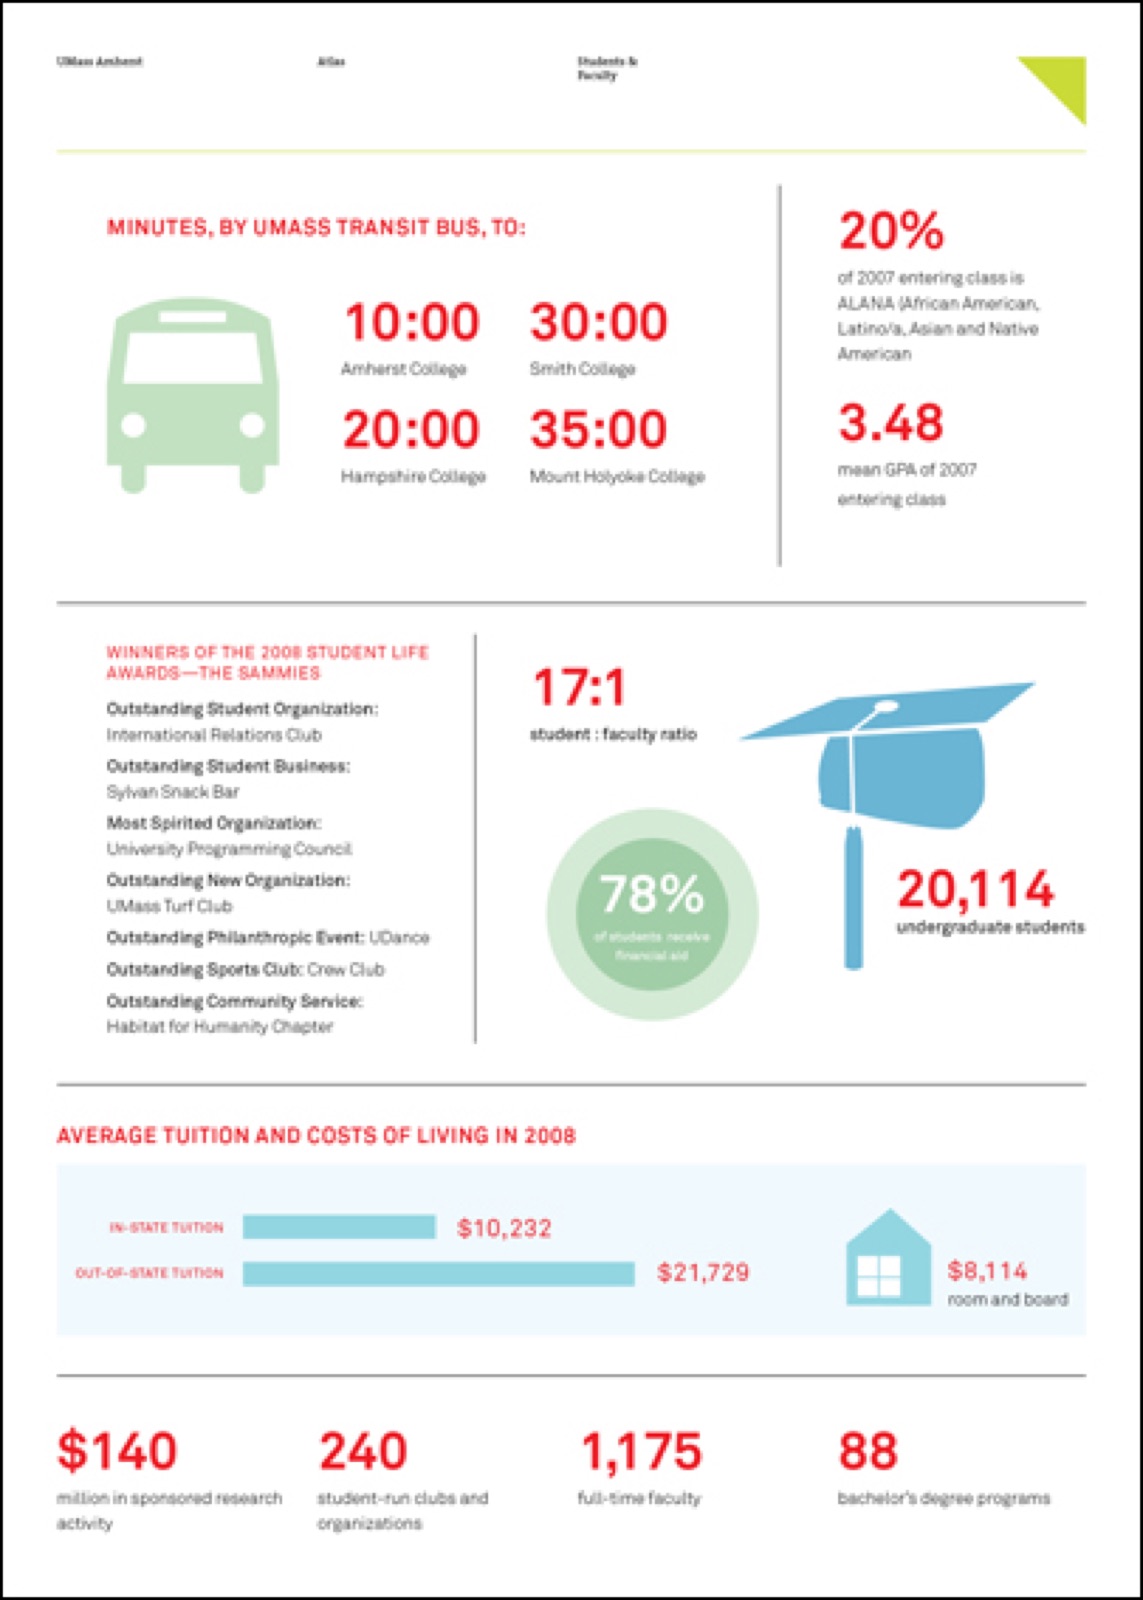 UMass Amherst
Atlas
Students &
Faculty
MINUTES, BY UMASS TRANSIT BUS, TO:
10:00
Amherst College
30:00
Smith College
20:00
Hampshire College
35:00
Mount Holyoke College
20%
of 2007 entering class is
ALANA (African American,
Latino/a, Asian and Native
American
3.48
mean GPA of 2007
entering class
WINNERS OF THE 2008 STUDENT LIFE
AWARDS—THE SAMMIES
Outstanding Student Organization:
International Relations Club
Outstanding Student Business:
Sylvan Snack Bar
Most Spirited Organization:
University Programming Council
Outstanding New Organization:
UMass Turf Club
Outstanding Philanthropic Event: UDance
Outstanding Sports Club: Crew Club
Outstanding Community Service:
Habitat for Humanity Chapter
17:1
student : faculty ratio
78%
of students receive
financial aid
20,114
undergraduate students
AVERAGE TUITION AND COSTS OF LIVING IN 2008
IN-STATE TUITION
$10,232
OUT-OF-STATE TUITION
$21,729
$8,114
room and board
$140
million in sponsored research
activity
240
student-run clubs and
organizations
1,175
full-time faculty
88
bachelor's degree programs